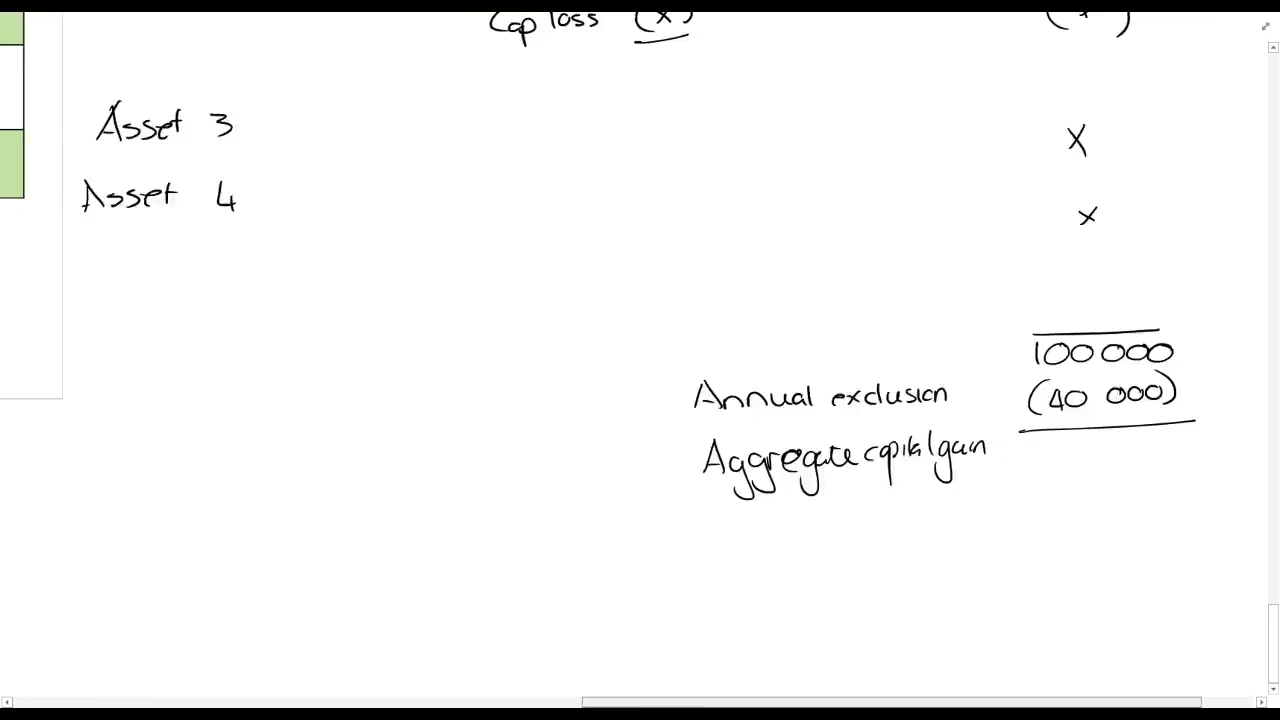 Cap loss (x) (x)
Asset 3 X
Asset 4 x
100 000
Annual exclusion (40 000)
Aggregate capital gain